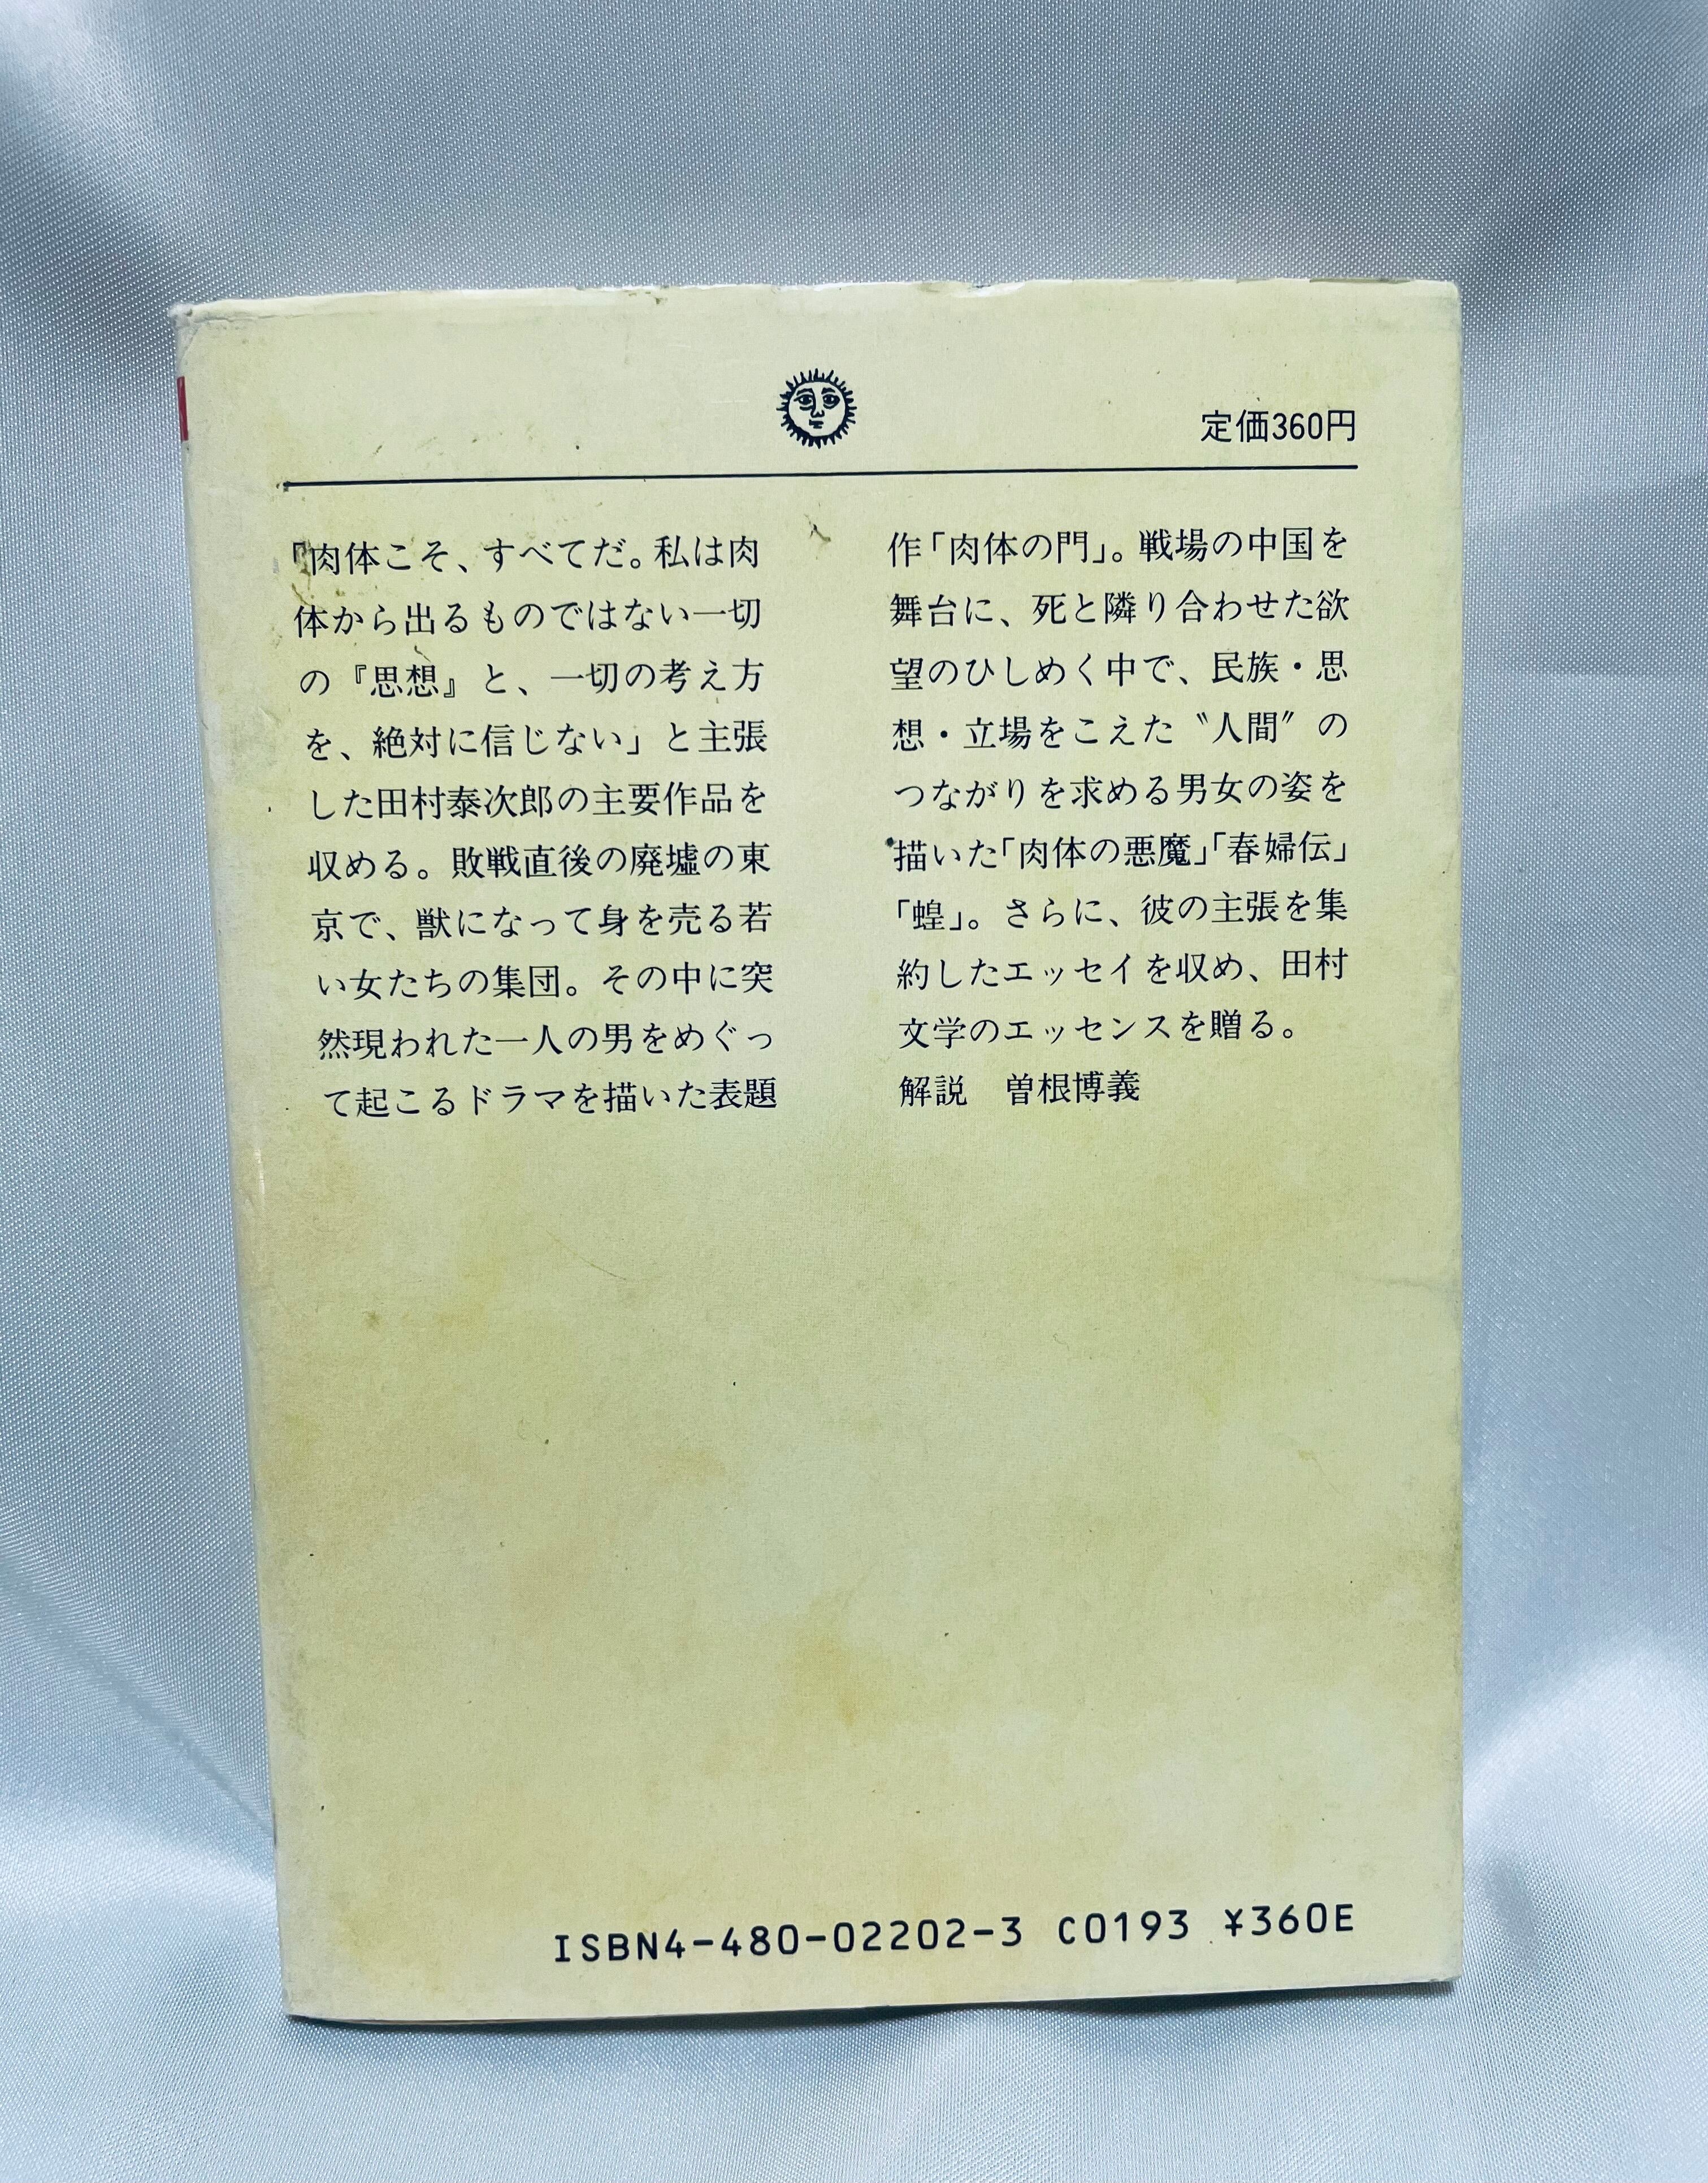 定価360円
「肉体こそ、すべてだ。私は肉
体から出るものではない一切
の『思想』と、一切の考え方
を、絶対に信じない」と主張
した田村泰次郎の主要作品を
収める。敗戦直後の廃墟の東
京で、獣になって身を売る若
い女たちの集団。その中に突
然現われた一人の男をめぐっ
て起こるドラマを描いた表題
作「肉体の門」。戦場の中国を
舞台に、死と隣り合わせた欲
望のひしめく中で、民族・思
想・立場をこえた〝人間〟の
つながりを求める男女の姿を
描いた「肉体の悪魔」「春婦伝」
「蝗」。さらに、彼の主張を集
約したエッセイを収め、田村
文学のエッセンスを贈る。
解説　曽根博義
ISBN4-480-02202-3 C0193 ¥360E